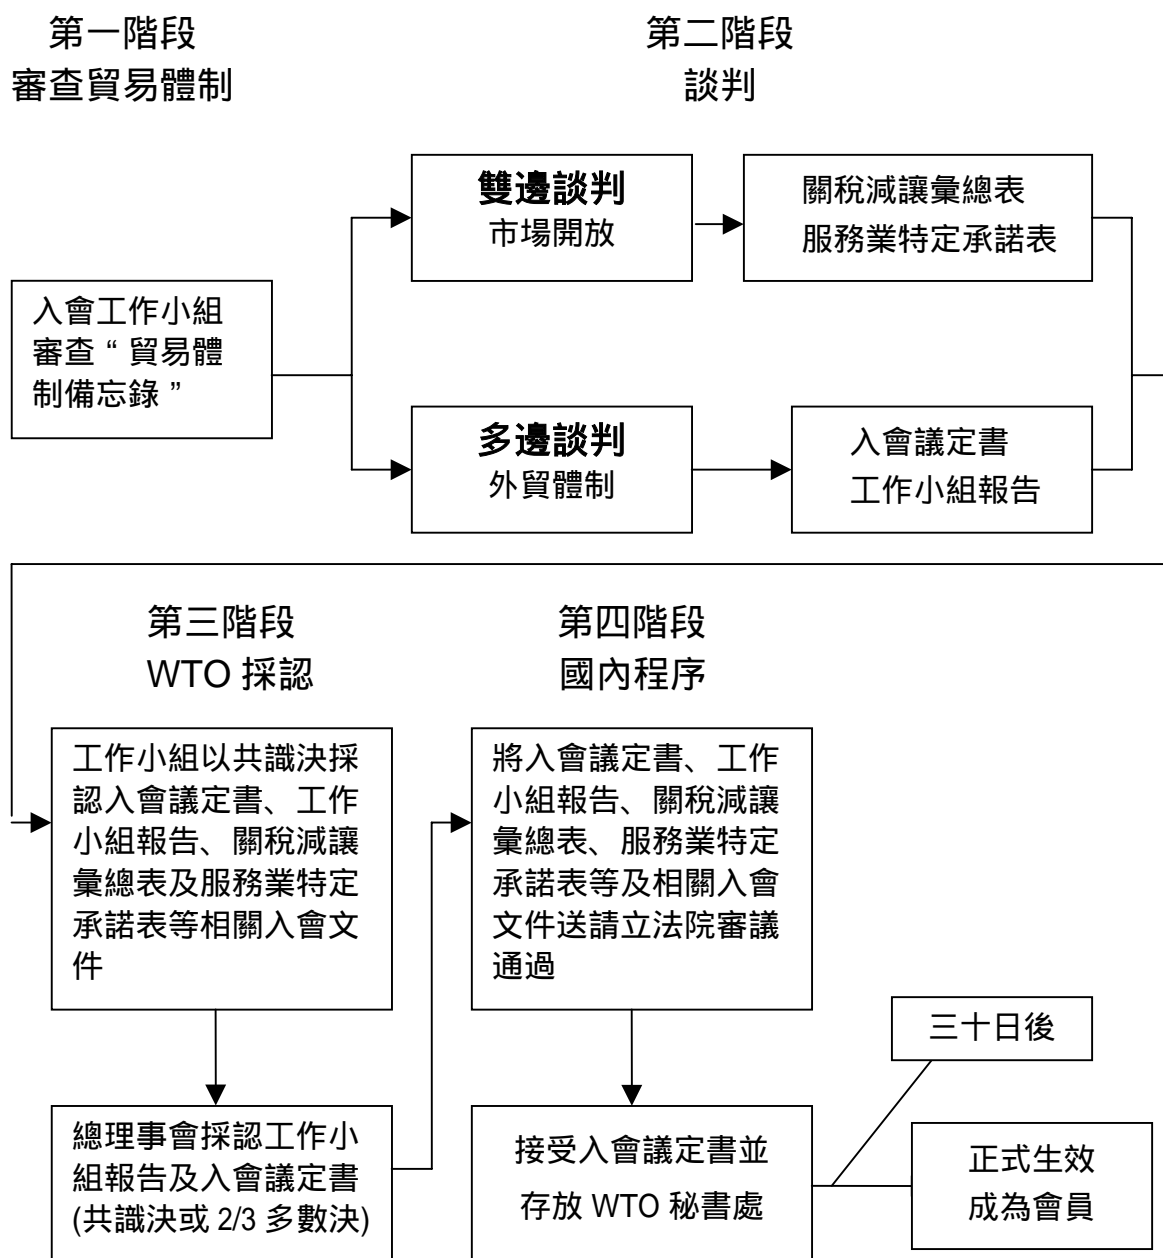 第一階段
審查貿易體制
第二階段
談判
雙邊談判
市場開放
關稅減讓彙總表
服務業特定承諾表
入會工作小組
審查“貿易體
制備忘錄”
多邊談判
外貿體制
入會議定書
工作小組報告
第三階段
WTO 採認
第四階段
國內程序
工作小組以共識決採
認入會議定書、工作
小組報告、關稅減讓
彙總表及服務業特定
承諾表等相關入會文
件
將入會議定書、工作
小組報告、關稅減讓
彙總表、服務業特定
承諾表等及相關入會
文件送請立法院審議
通過
三十日後
總理事會採認工作小
組報告及入會議定書
(共識決或 2/3 多數決)
接受入會議定書並
存放 WTO 秘書處
正式生效
成為會員